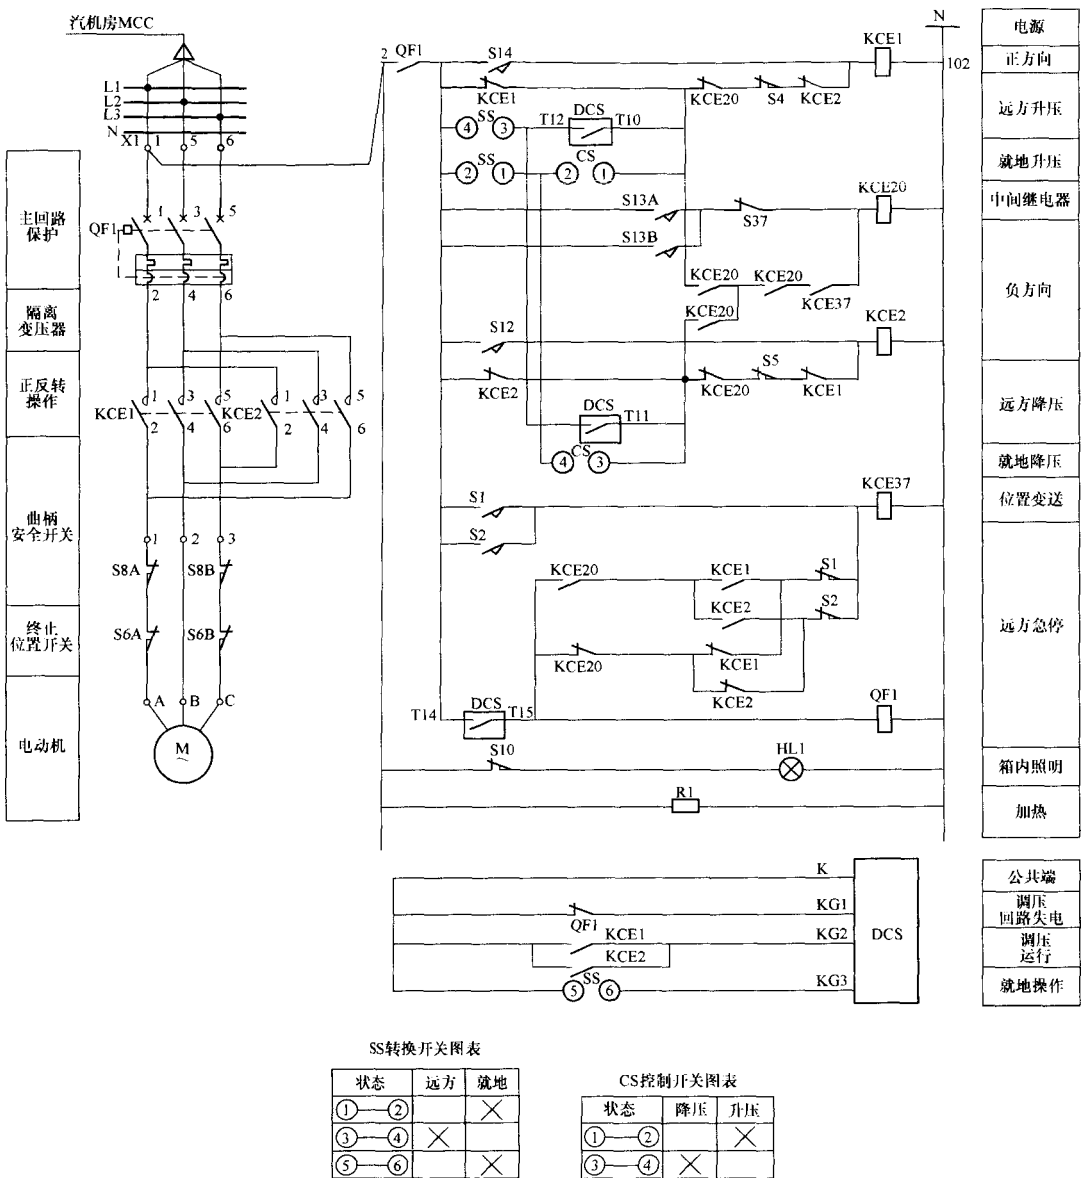 汽机房MCC
L1
L2
L3
N
X1 1 5 6
主回路
保护
QF1
1 3 5
2 4 6
隔离
变压器
正反转
操作
KCE1
1 3 5
2 4 6
KCE2
1 3 5
2 4 6
曲柄
安全开关
1 2 3
S8A S8B
终止
位置开关
S6A S6B
A B C
电动机
M
~
2 QF1
N
102
S14
KCE1
KCE1
KCE20 S4 KCE2
④ SS ③ T12 DCS T10
② SS ① ② CS ①
S13A
S37
KCE20
S13B
KCE20 KCE20
KCE37
KCE20
S12
KCE2
KCE2
KCE20 S5 KCE1
DCS T11
④ CS ③
S1
KCE37
S2
KCE20 KCE1 S1
KCE2 S2
KCE20 KCE1
KCE2
T14 DCS T15
QF1
S10
HL1
R1
电源
正方向
远方升压
就地升压
中间继电器
负方向
远方降压
就地降压
位置变送
远方急停
箱内照明
加热
K
QF1
KG1
KCE1
KG2
KCE2
SS
⑤ ⑥
KG3
DCS
公共端
调压
回路失电
调压
运行
就地操作
SS转换开关图表
状态 远方 就地
①—② ×
③—④ ×
⑤—⑥ ×
CS控制开关图表
状态 降压 升压
①—② ×
③—④ ×